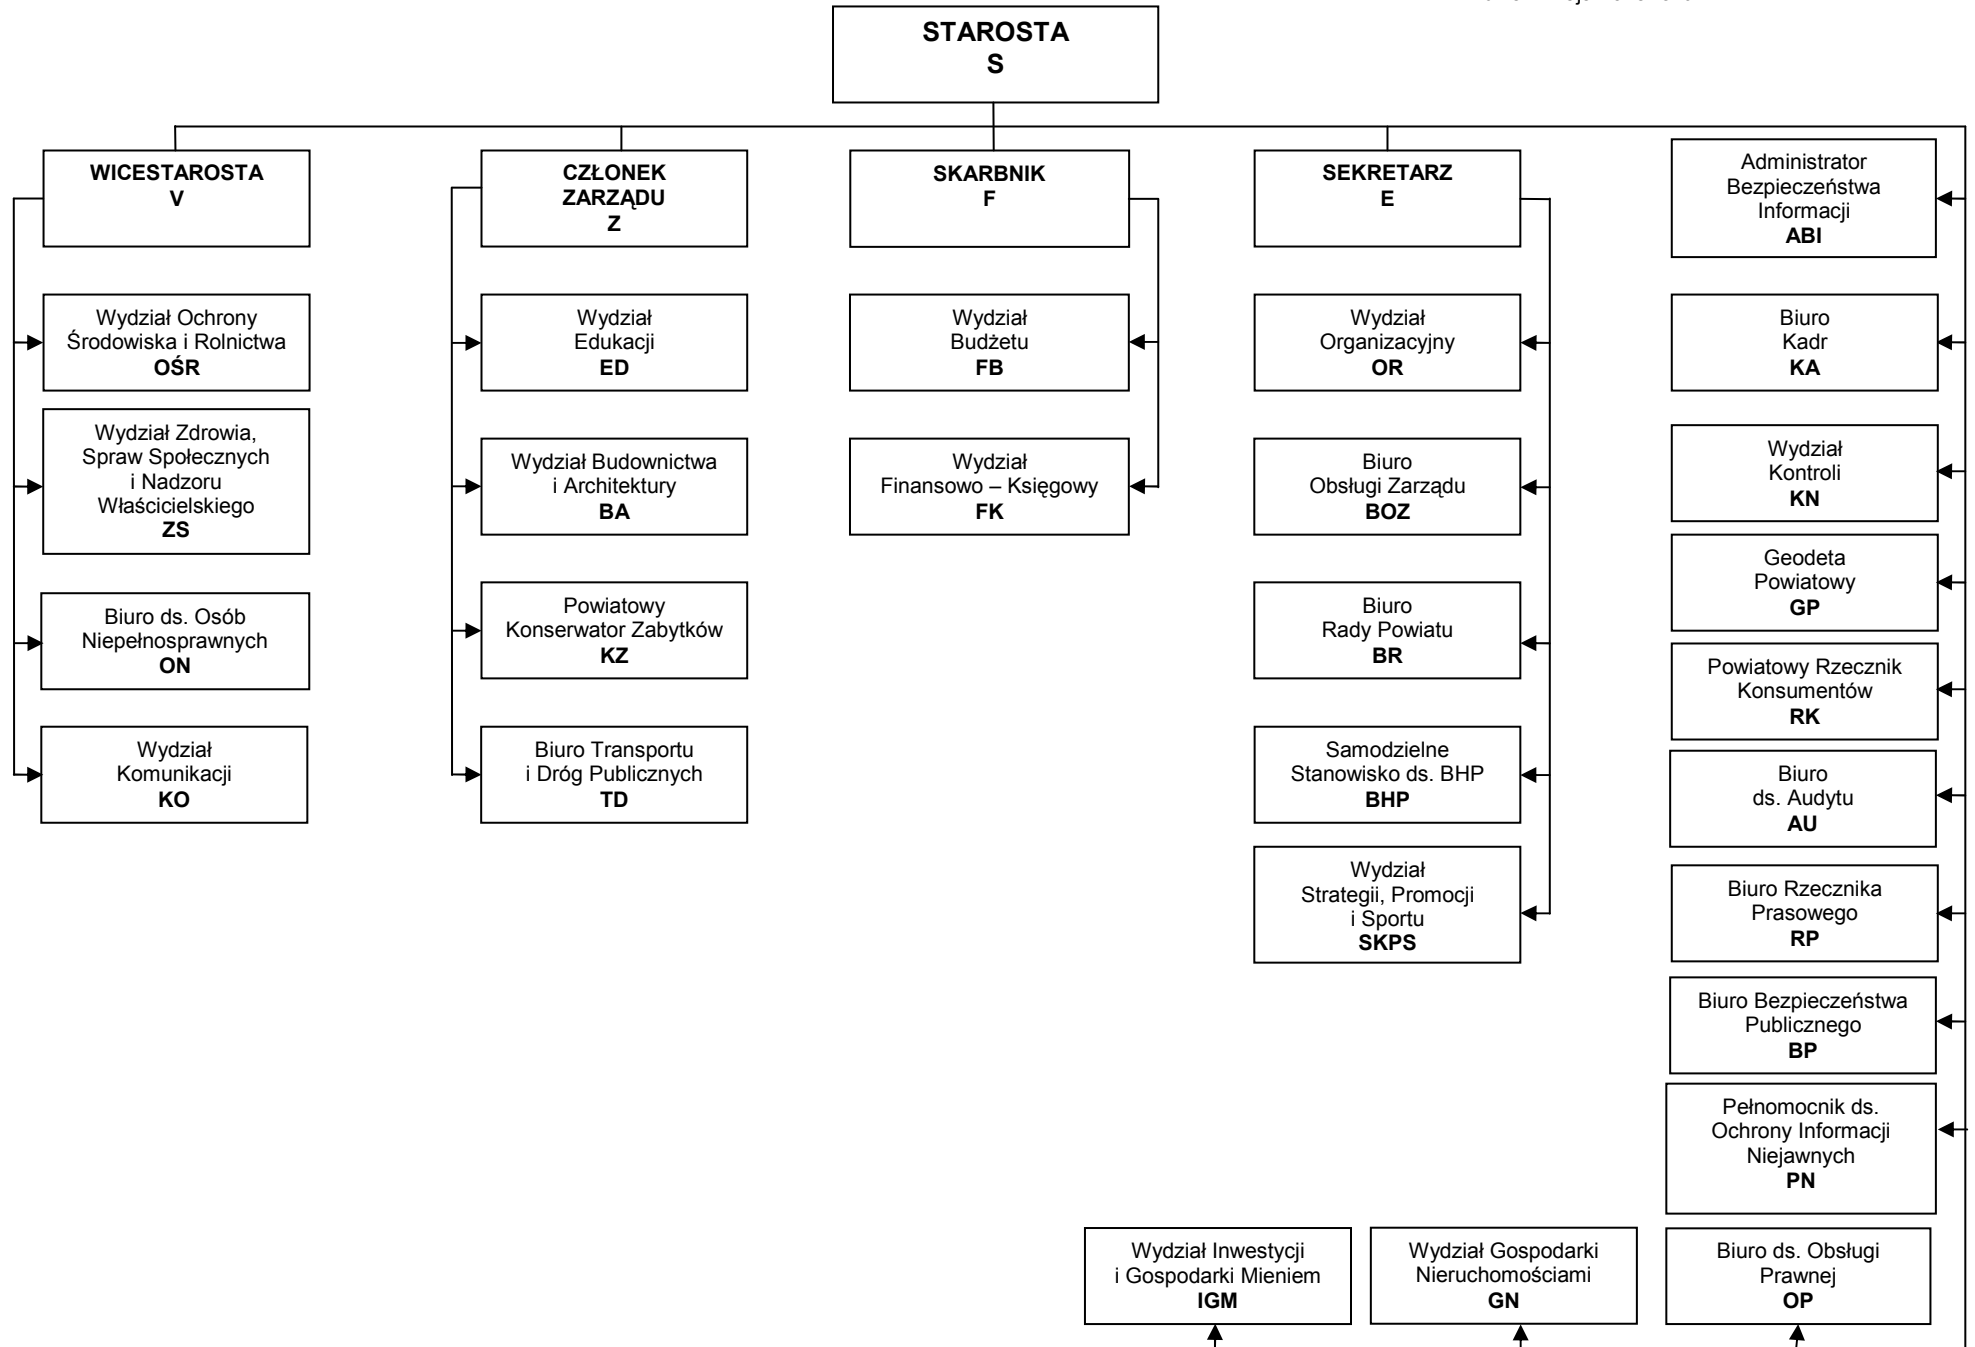 STAROSTA
S
WICESTAROSTA
V
CZŁONEK
ZARZĄDU
Z
SKARBNIK
F
SEKRETARZ
E
Administrator
Bezpieczeństwa
Informacji
ABI
Wydział Ochrony
Środowiska i Rolnictwa
OŚR
Wydział
Edukacji
ED
Wydział
Budżetu
FB
Wydział
Organizacyjny
OR
Biuro
Kadr
KA
Wydział Zdrowia,
Spraw Społecznych
i Nadzoru
Właścicielskiego
ZS
Wydział Budownictwa
i Architektury
BA
Wydział
Finansowo – Księgowy
FK
Biuro
Obsługi Zarządu
BOZ
Wydział
Kontroli
KN
Geodeta
Powiatowy
GP
Biuro ds. Osób
Niepełnosprawnych
ON
Powiatowy
Konserwator Zabytków
KZ
Biuro
Rady Powiatu
BR
Powiatowy Rzecznik
Konsumentów
RK
Wydział
Komunikacji
KO
Biuro Transportu
i Dróg Publicznych
TD
Samodzielne
Stanowisko ds. BHP
BHP
Biuro
ds. Audytu
AU
Wydział
Strategii, Promocji
i Sportu
SKPS
Biuro Rzecznika
Prasowego
RP
Biuro Bezpieczeństwa
Publicznego
BP
Pełnomocnik ds.
Ochrony Informacji
Niejawnych
PN
Wydział Inwestycji
i Gospodarki Mieniem
IGM
Wydział Gospodarki
Nieruchomościami
GN
Biuro ds. Obsługi
Prawnej
OP